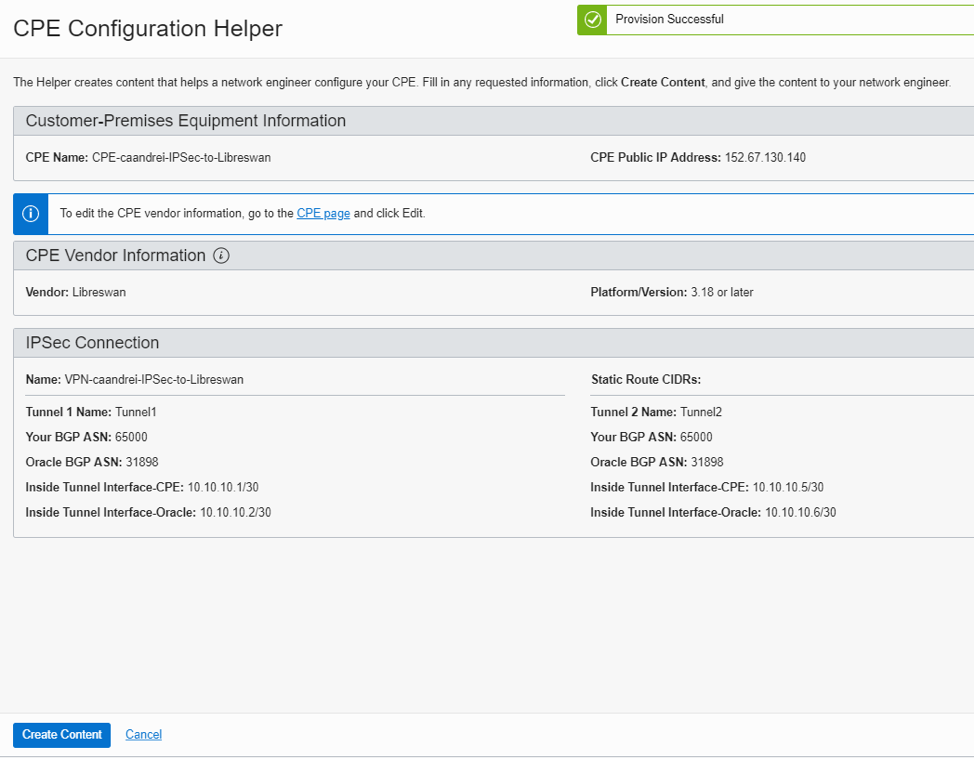 CPE Configuration Helper
Provision Successful
The Helper creates content that helps a network engineer configure your CPE. Fill in any requested information, click Create Content, and give the content to your network engineer.
Customer-Premises Equipment Information
CPE Name: CPE-caandrei-IPSec-to-Libreswan
CPE Public IP Address: 152.67.130.140
To edit the CPE vendor information, go to the CPE page and click Edit.
CPE Vendor Information
Vendor: Libreswan
Platform/Version: 3.18 or later
IPSec Connection
Name: VPN-caandrei-IPSec-to-Libreswan
Static Route CIDRs:
Tunnel 1 Name: Tunnel1
Your BGP ASN: 65000
Oracle BGP ASN: 31898
Inside Tunnel Interface-CPE: 10.10.10.1/30
Inside Tunnel Interface-Oracle: 10.10.10.2/30
Tunnel 2 Name: Tunnel2
Your BGP ASN: 65000
Oracle BGP ASN: 31898
Inside Tunnel Interface-CPE: 10.10.10.5/30
Inside Tunnel Interface-Oracle: 10.10.10.6/30
Create Content
Cancel